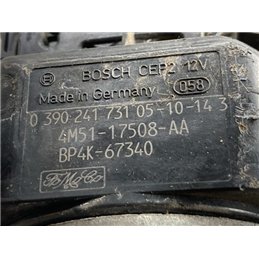 BOSCH CEP2 12V
Made in Germany 058
0 390 241 731 05-10-14 3
4M51-17508-AA
BP4K-67340
FoMoCo